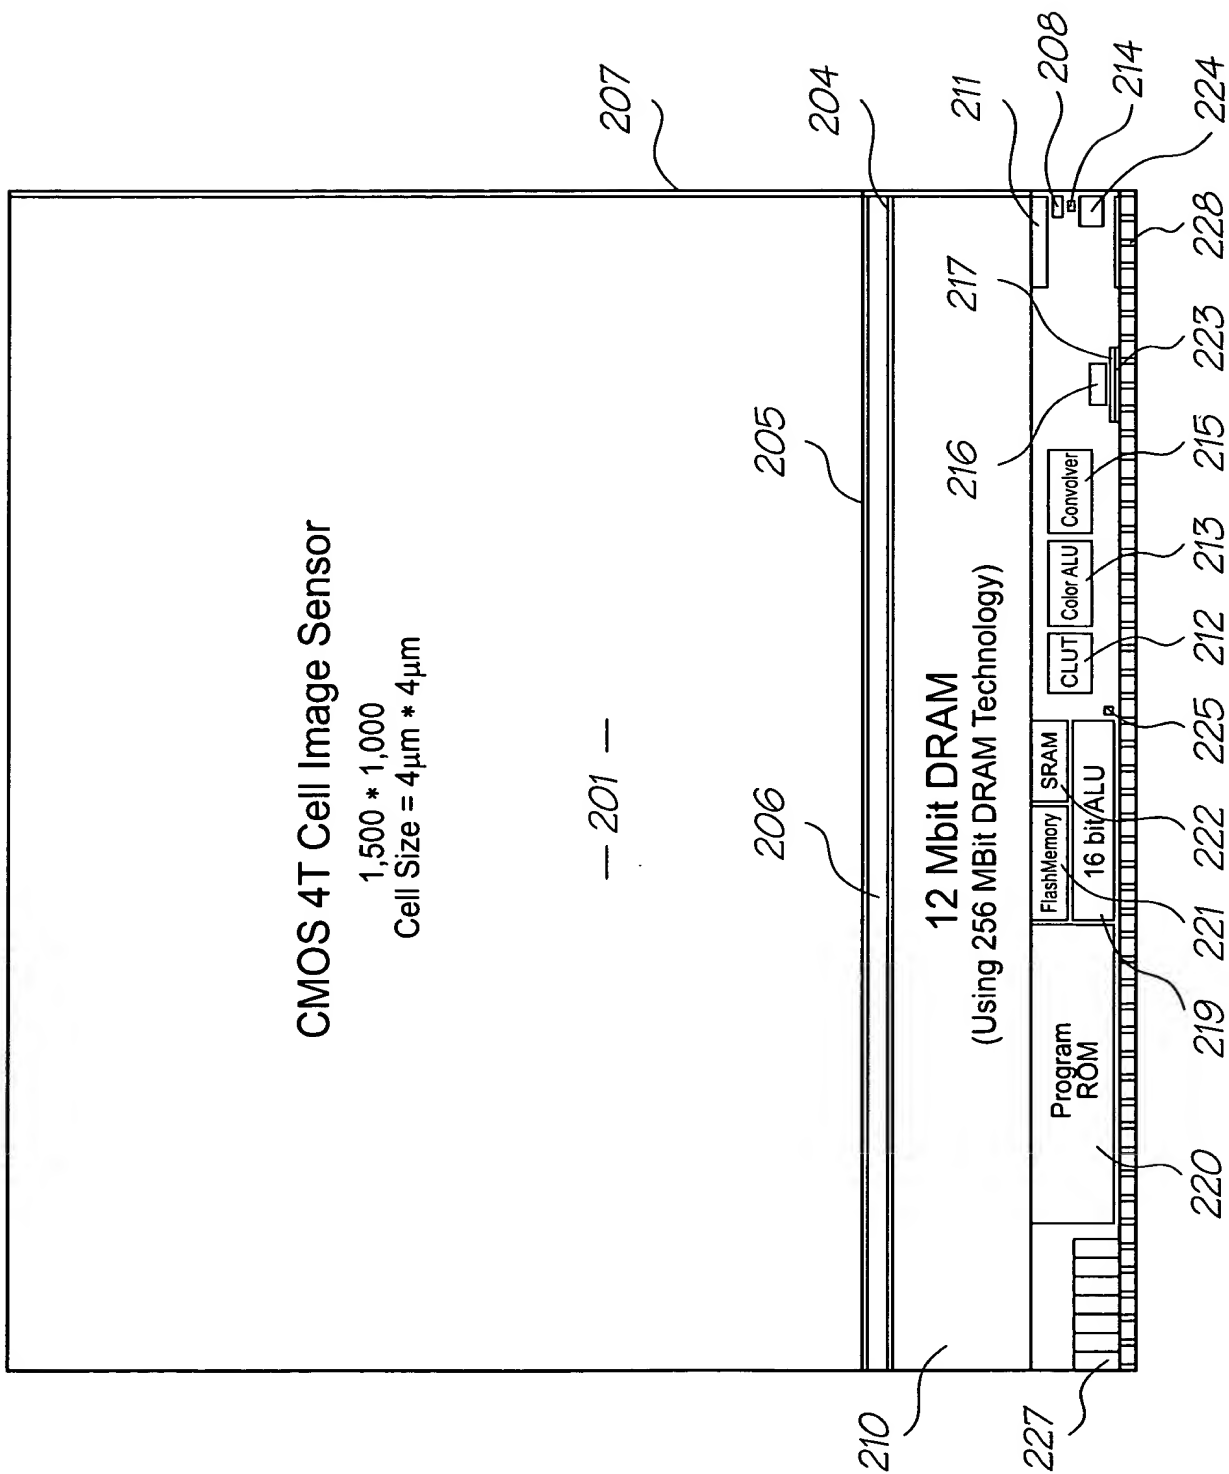 CMOS 4T Cell Image Sensor
1,500 * 1,000
Cell Size = 4µm * 4µm
— 201 —
207
205
206
204
12 Mbit DRAM
(Using 256 MBit DRAM Technology)
210
211
208
214
224
217
216
Program
ROM
FlashMemory
SRAM
16 bit ALU
CLUT
Color ALU
Convolver
227
220
219
221
222
225
212
213
215
223
228